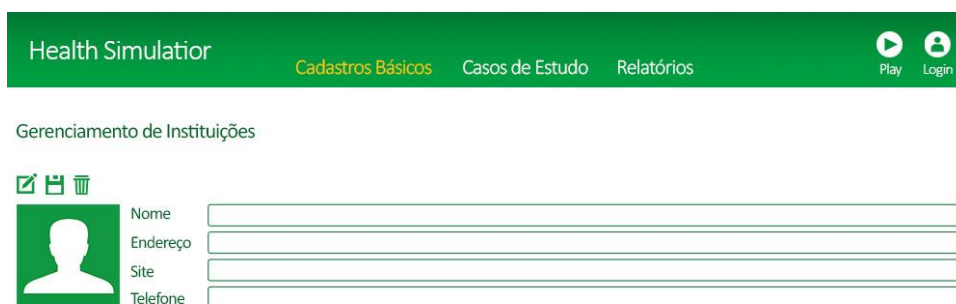 Health Simulatior
Cadastros Básicos Casos de Estudo Relatórios
Play Login
Gerenciamento de Instituições
Nome
Endereço
Site
Telefone